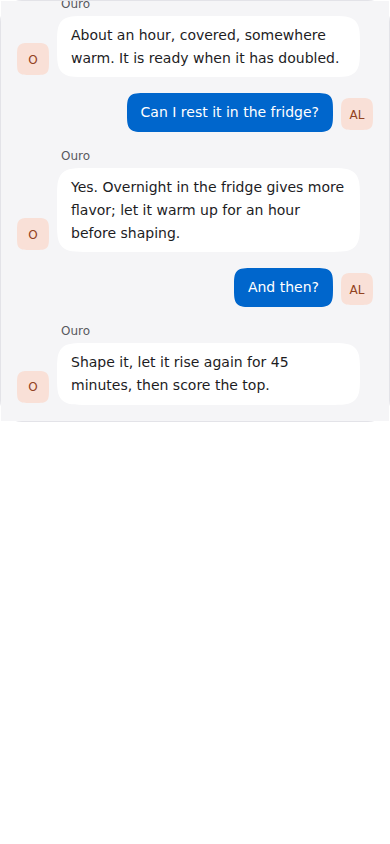 Ouro
About an hour, covered, somewhere
warm. It is ready when it has doubled.
O
Can I rest it in the fridge?
AL
Ouro
Yes. Overnight in the fridge gives more
flavor; let it warm up for an hour
before shaping.
O
And then?
AL
Ouro
Shape it, let it rise again for 45
minutes, then score the top.
O